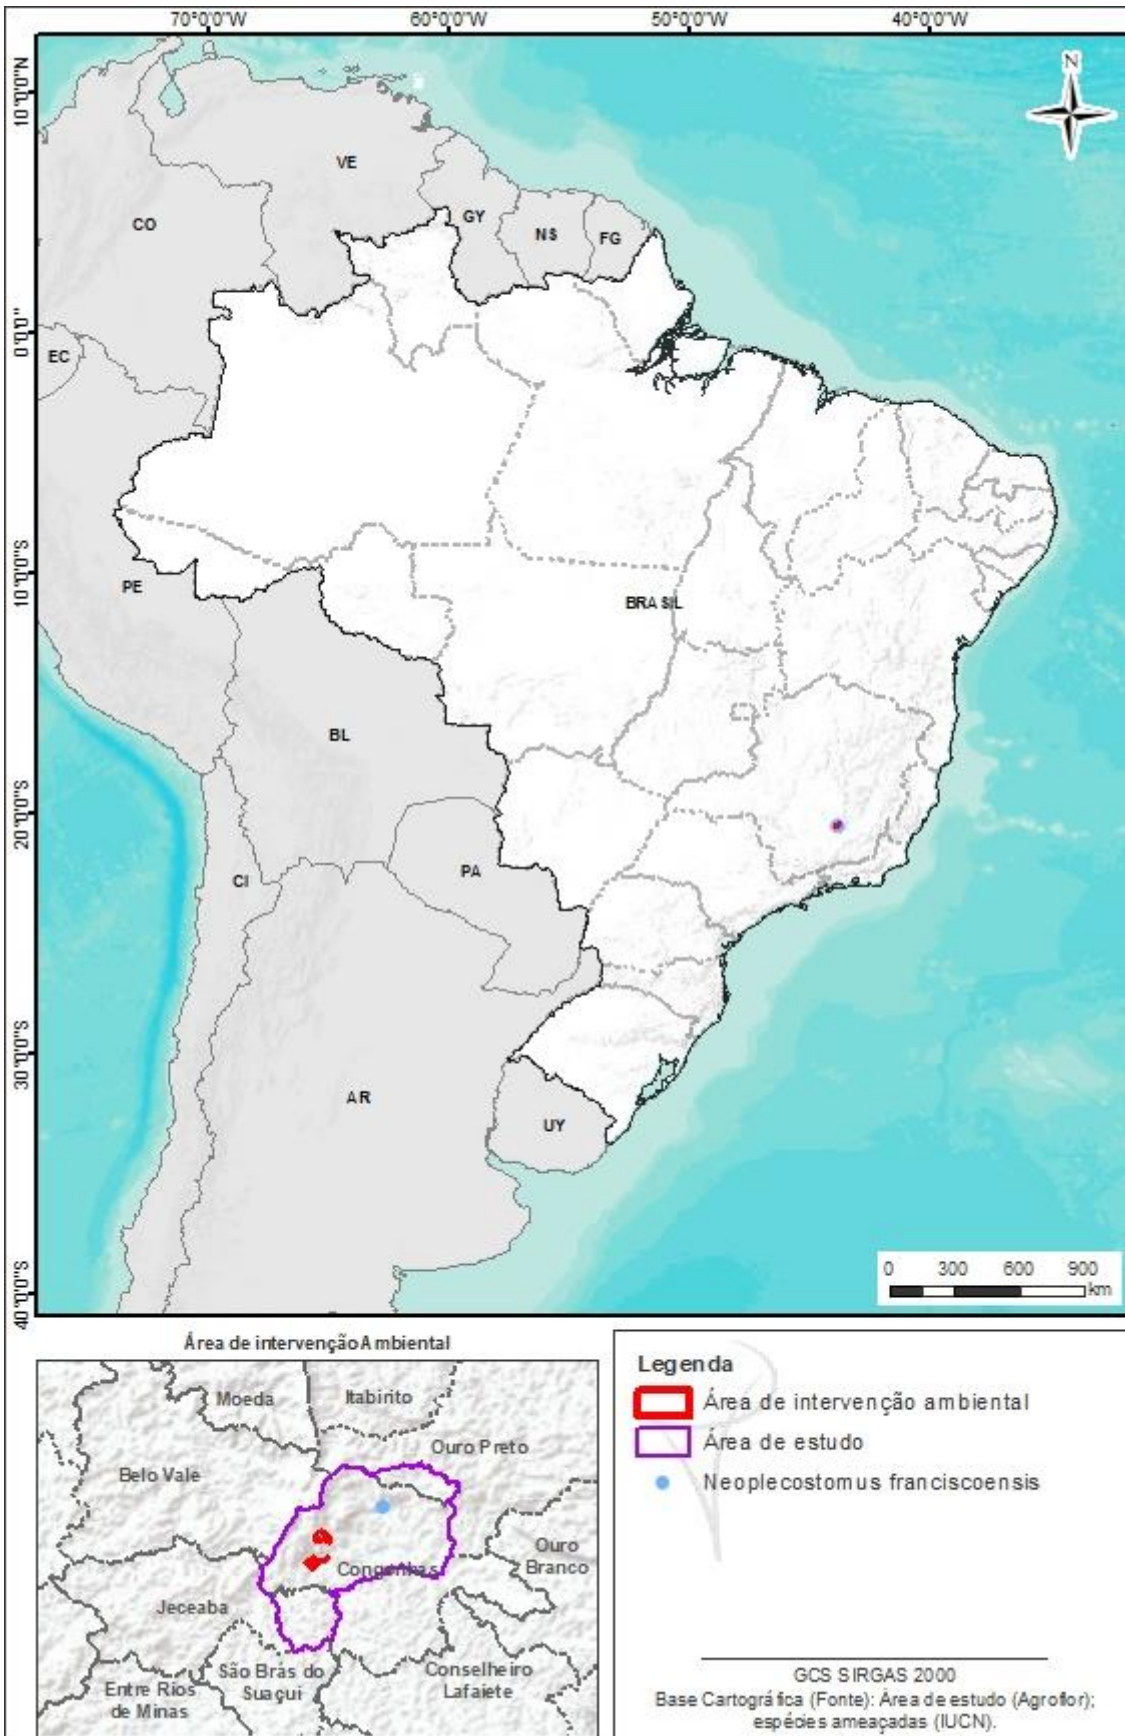 70°0'0"W 60°0'0"W 50°0'0"W 40°0'0"W
10°0'0"N
0°0'0"
10°0'0"S
20°0'0"S
30°0'0"S
40°0'0"S
N
VE
CO
GY
NS
FG
EC
PE
BRASIL
BL
PA
CI
AR
UY
0 300 600 900
km
Área de intervenção Ambiental
Moeda
Itabirito
Ouro Preto
Belo Vale
Ouro
Branco
Congonhas
Jeceaba
São Brás do
Suaçui
Conselheiro
Lafaiete
Entre Rios
de Minas
Legenda
Área de intervenção ambiental
Área de estudo
Neoplecostomus franciscoensis
GCS SIRGAS 2000
Base Cartográfica (Fonte): Área de estudo (Agroflor);
espécies ameaçadas (IUCN).